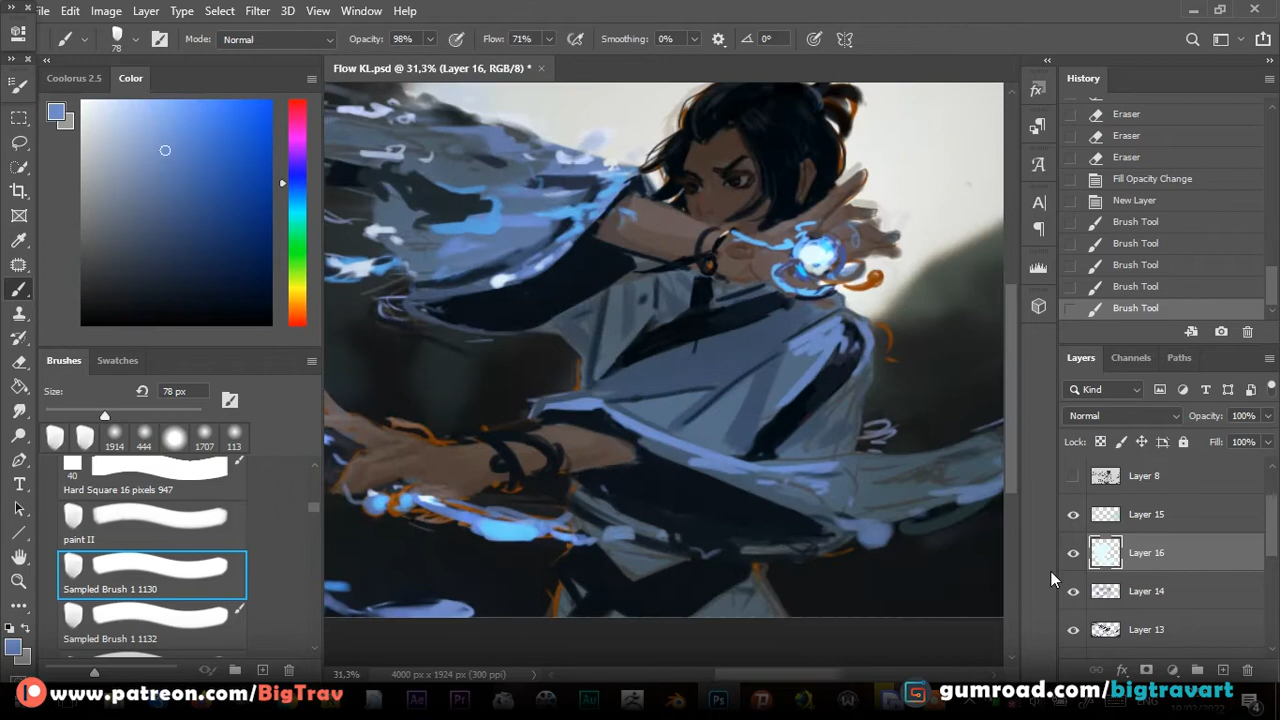 File Edit Image Layer Type Select Filter 3D View Window Help
78 Mode: Normal Opacity: 98% Flow: 71% Smoothing: 0% 0°
Coolorus 2.5 Color
Flow KL.psd @ 31,3% (Layer 16, RGB/8) * ×
History
Eraser
Eraser
Eraser
Fill Opacity Change
New Layer
Brush Tool
Brush Tool
Brush Tool
Brush Tool
Brush Tool
Brushes Swatches
Size: 78 px
1914 444 1707 113
40
Hard Square 16 pixels 947
paint II
Sampled Brush 1 1130
Sampled Brush 1 1132
Layers Channels Paths
Kind
Normal Opacity: 100%
Lock: Fill: 100%
Layer 8
Layer 15
Layer 16
Layer 14
Layer 13
31,3% 4000 px x 1924 px (300 ppi)
www.patreon.com/BigTrav
gumroad.com/bigtravart